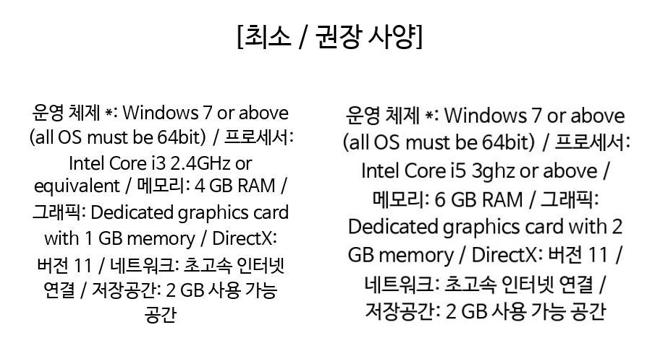 [최소 / 권장 사양]
운영 체제 *: Windows 7 or above
(all OS must be 64bit) / 프로세서:
Intel Core i3 2.4GHz or
equivalent / 메모리: 4 GB RAM /
그래픽: Dedicated graphics card
with 1 GB memory / DirectX:
버전 11 / 네트워크: 초고속 인터넷
연결 / 저장공간: 2 GB 사용 가능
공간
운영 체제 *: Windows 7 or above
(all OS must be 64bit) / 프로세서:
Intel Core i5 3ghz or above /
메모리: 6 GB RAM / 그래픽:
Dedicated graphics card with 2
GB memory / DirectX: 버전 11 /
네트워크: 초고속 인터넷 연결 /
저장공간: 2 GB 사용 가능 공간